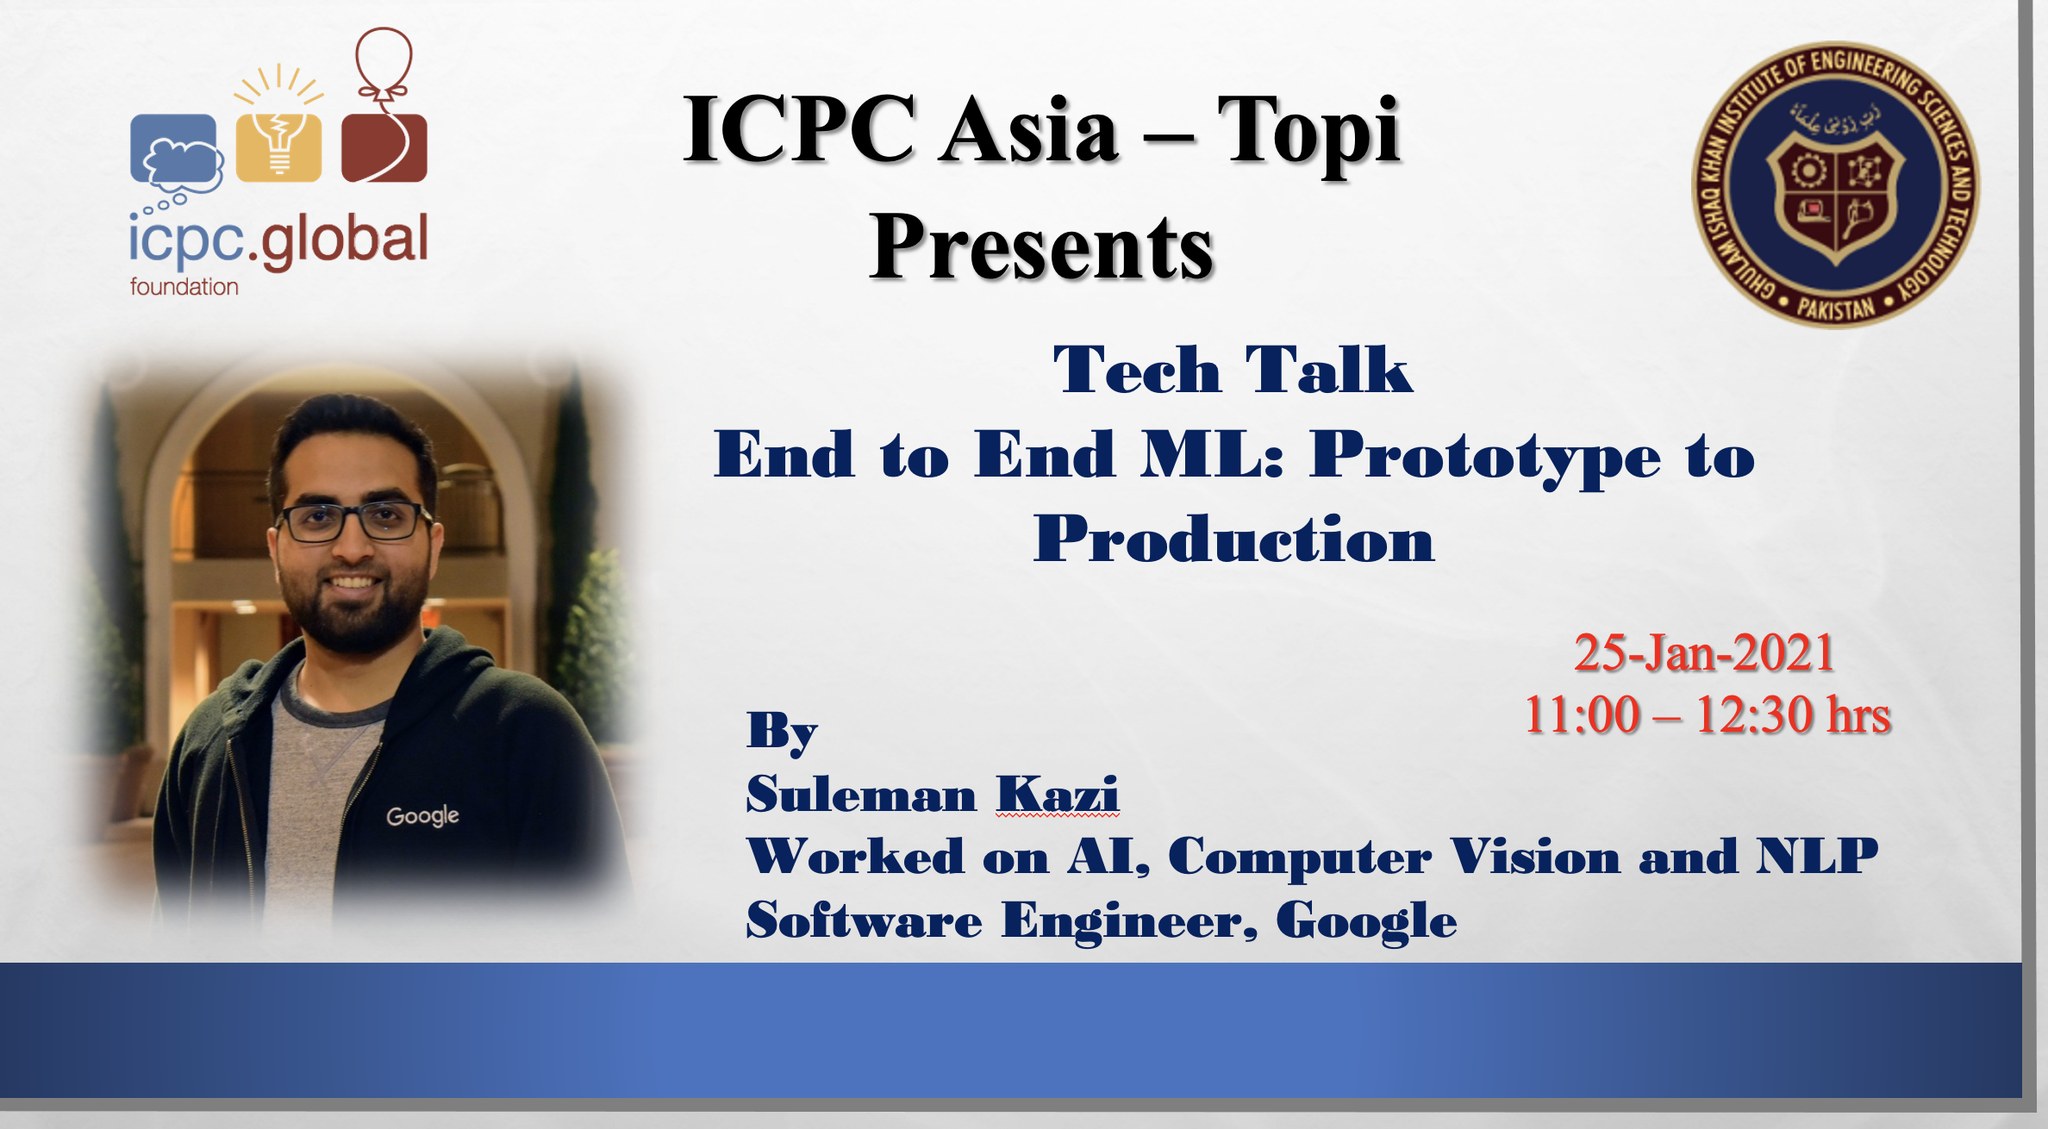 icpc.global
foundation
ICPC Asia – Topi
Presents
GHULAM ISHAQ KHAN INSTITUTE OF ENGINEERING SCIENCES AND TECHNOLOGY
• PAKISTAN •
Tech Talk
End to End ML: Prototype to
Production
25-Jan-2021
11:00 – 12:30 hrs
By
Suleman Kazi
Worked on AI, Computer Vision and NLP
Software Engineer, Google
Google